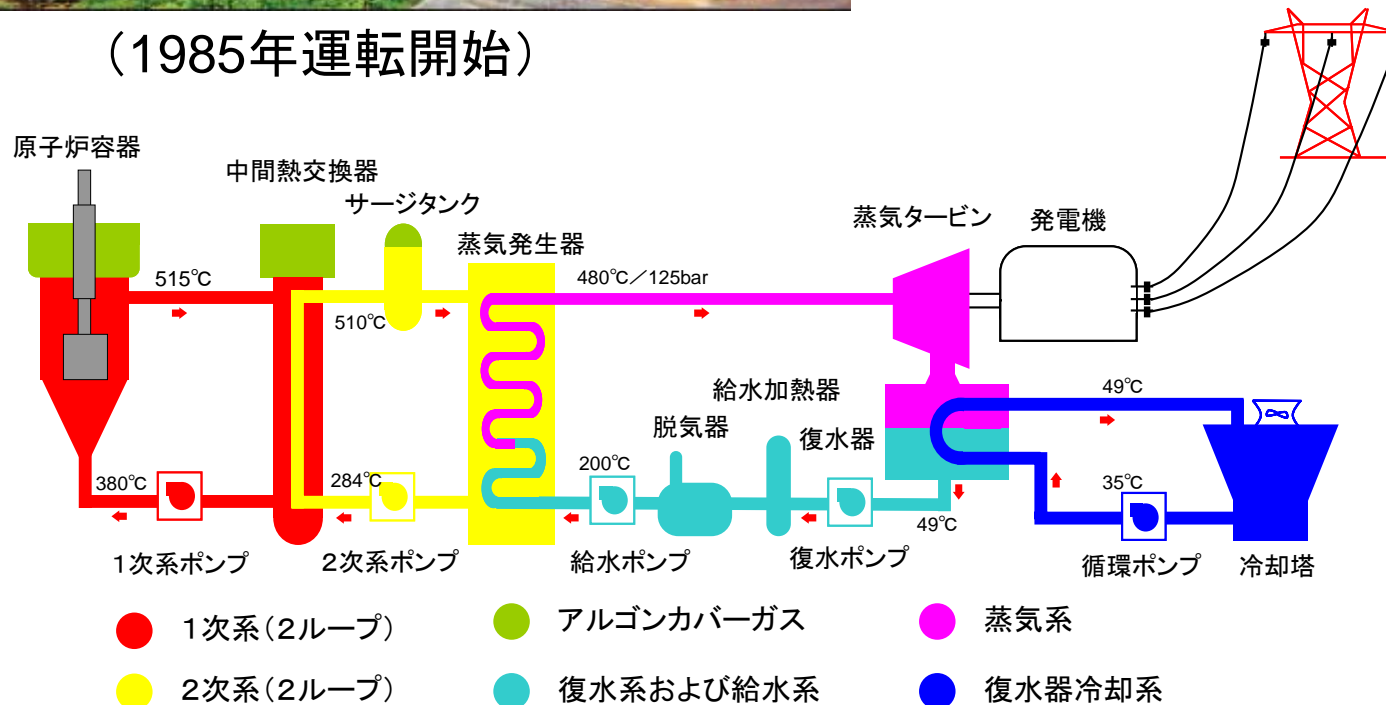 （1985年運転開始）
原子炉容器
中間熱交換器
サージタンク
蒸気発生器
蒸気タービン
発電機
515℃
510℃
480℃／125bar
給水加熱器
脱気器
復水器
49℃
380℃
284℃
200℃
49℃
35℃
1次系ポンプ
2次系ポンプ
給水ポンプ
復水ポンプ
循環ポンプ
冷却塔
１次系（２ループ）
アルゴンカバーガス
蒸気系
２次系（２ループ）
復水系および給水系
復水器冷却系